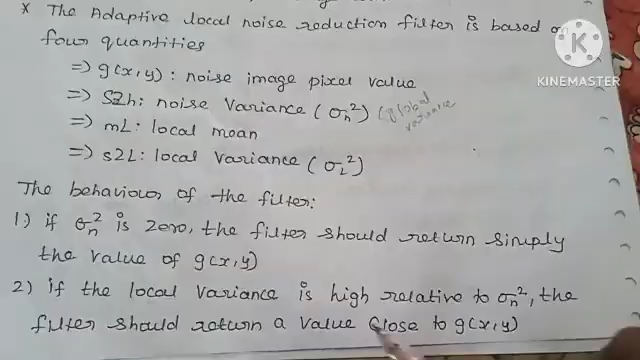 * The Adaptive local noise reduction filter is based on
four quantities
⇒ g(x,y) : noise image pixel value
⇒ S2h: noise variance (σn²) (global variance
⇒ mL: local mean
⇒ s2L: local variance (σL²)
The behaviour of the filter:
1) if σn² is zero, the filter should return simply
the value of g(x,y)
2) if the local variance is high relative to σn², the
filter should return a value close to g(x,y)
K
KINEMASTER